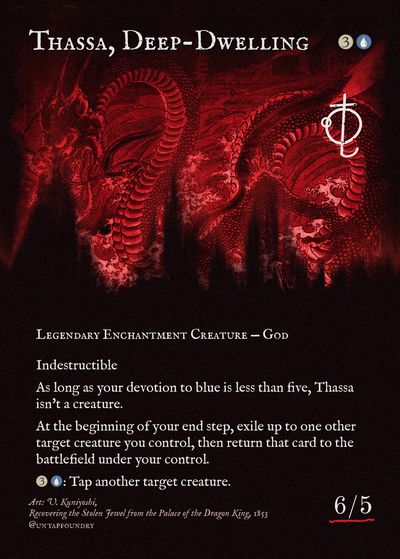 Thassa, Deep-Dwelling 3
Legendary Enchantment Creature – God
Indestructible
As long as your devotion to blue is less than five, Thassa
isn't a creature.
At the beginning of your end step, exile up to one other
target creature you control, then return that card to the
battlefield under your control.
3 : Tap another target creature.
Art: U. Kuniyoshi,
Recovering the Stolen Jewel from the Palace of the Dragon King, 1853
@untapfoundry
6/5